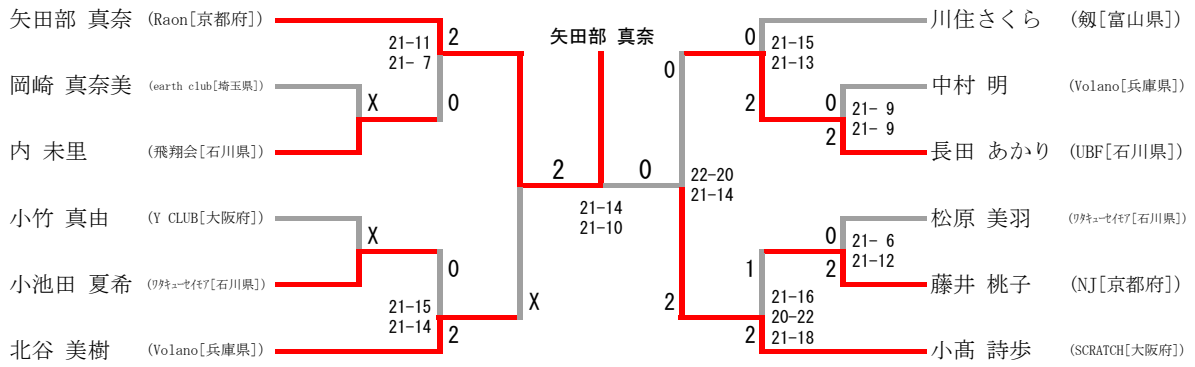 矢田部 真奈 (Raon[京都府])
岡崎 真奈美 (earth club[埼玉県])
内 未里 (飛翔会[石川県])
小竹 真由 (Y CLUB[大阪府])
小池田 夏希 (ワタキューセイモア[石川県])
北谷 美樹 (Volano[兵庫県])
21-11
21- 7
2
X
0
X
0
21-15
21-14
2
X
矢田部 真奈
2
0
21-14
21-10
0
22-20
21-14
2
0
21-15
21-13
2
0
21- 9
21- 9
2
1
0
21- 6
21-12
2
21-16
20-22
21-18
2
川住さくら (剱[富山県])
中村 明 (Volano[兵庫県])
長田 あかり (UBF[石川県])
松原 美羽 (ワタキューセイモア[石川県])
藤井 桃子 (NJ[京都府])
小髙 詩歩 (SCRATCH[大阪府])